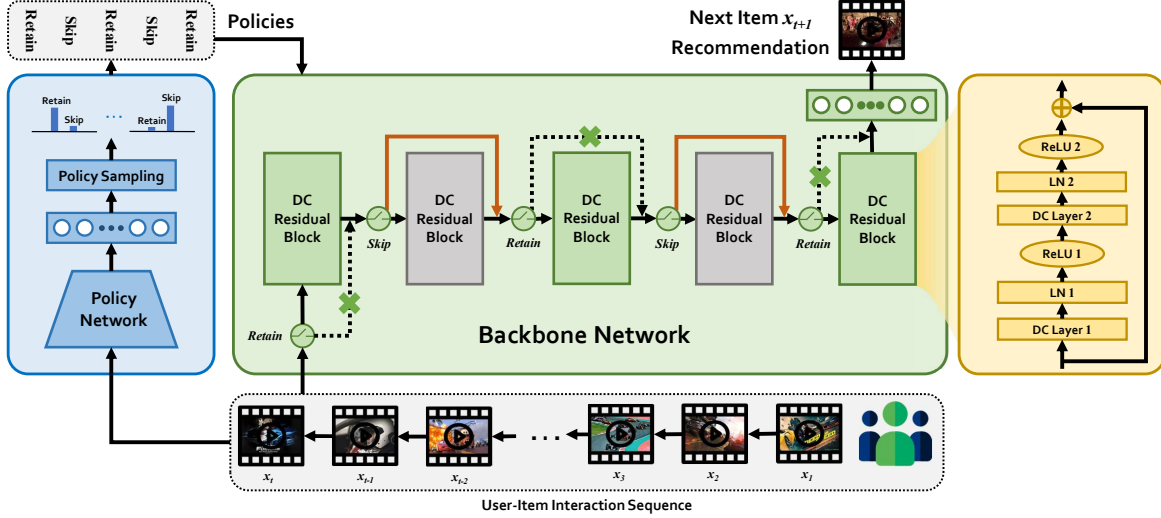 Retain
Skip
Retain
Skip
Retain
Policies
Next Item x_{t+1}
Recommendation
Retain
Skip
...
Retain
Skip
Policy Sampling
Policy
Network
DC
Residual
Block
DC
Residual
Block
DC
Residual
Block
DC
Residual
Block
DC
Residual
Block
Skip
Retain
Skip
Retain
Retain
Backbone Network
ReLU 2
LN 2
DC Layer 2
ReLU 1
LN 1
DC Layer 1
...
x_t
x_{t-1}
x_{t-2}
x_3
x_2
x_1
User-Item Interaction Sequence